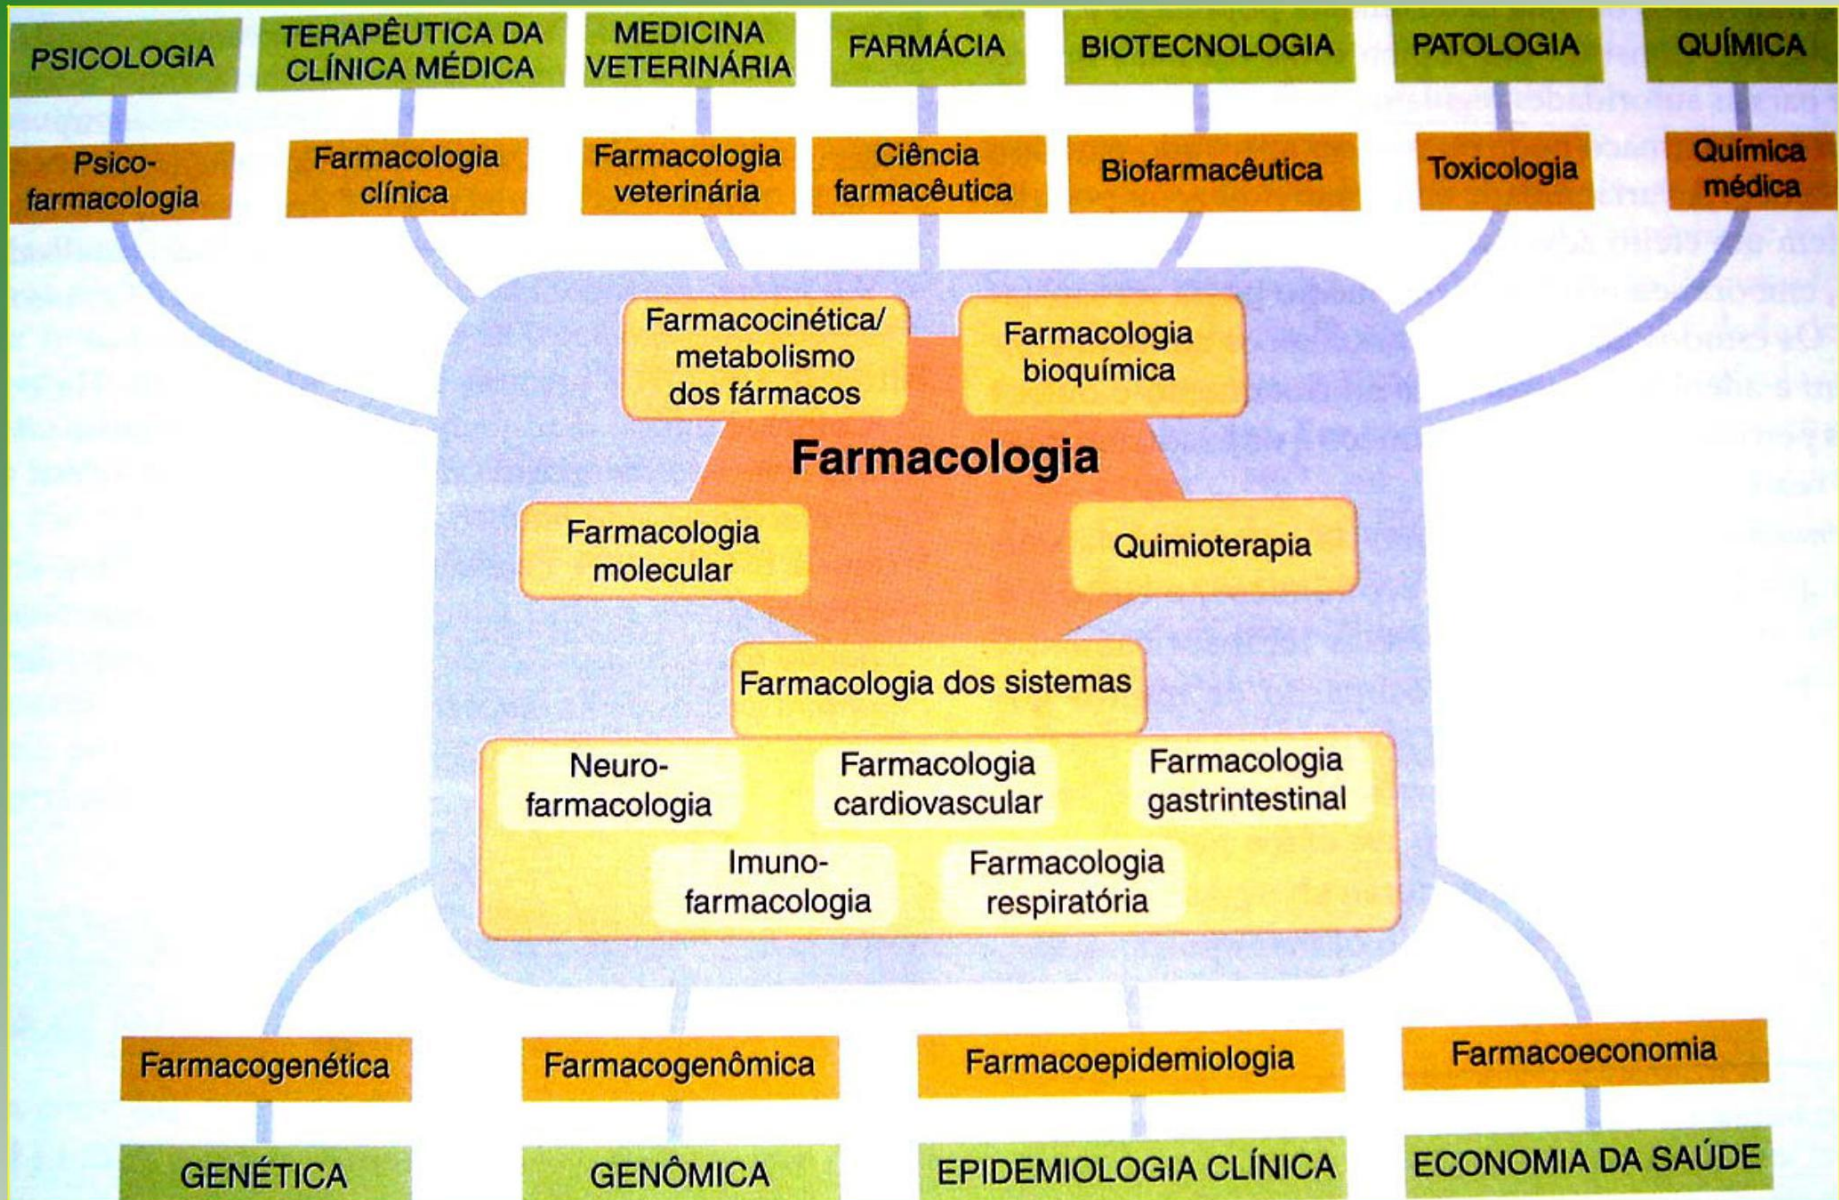 PSICOLOGIA
TERAPÊUTICA DA
CLÍNICA MÉDICA
MEDICINA
VETERINÁRIA
FARMÁCIA
BIOTECNOLOGIA
PATOLOGIA
QUÍMICA
Psico-
farmacologia
Farmacologia
clínica
Farmacologia
veterinária
Ciência
farmacêutica
Biofarmacêutica
Toxicologia
Química
médica
Farmacocinética/
metabolismo
dos fármacos
Farmacologia
bioquímica
Farmacologia
Farmacologia
molecular
Quimioterapia
Farmacologia dos sistemas
Neuro-
farmacologia
Farmacologia
cardiovascular
Farmacologia
gastrintestinal
Imuno-
farmacologia
Farmacologia
respiratória
Farmacogenética
Farmacogenômica
Farmacoepidemiologia
Farmacoeconomia
GENÉTICA
GENÔMICA
EPIDEMIOLOGIA CLÍNICA
ECONOMIA DA SAÚDE